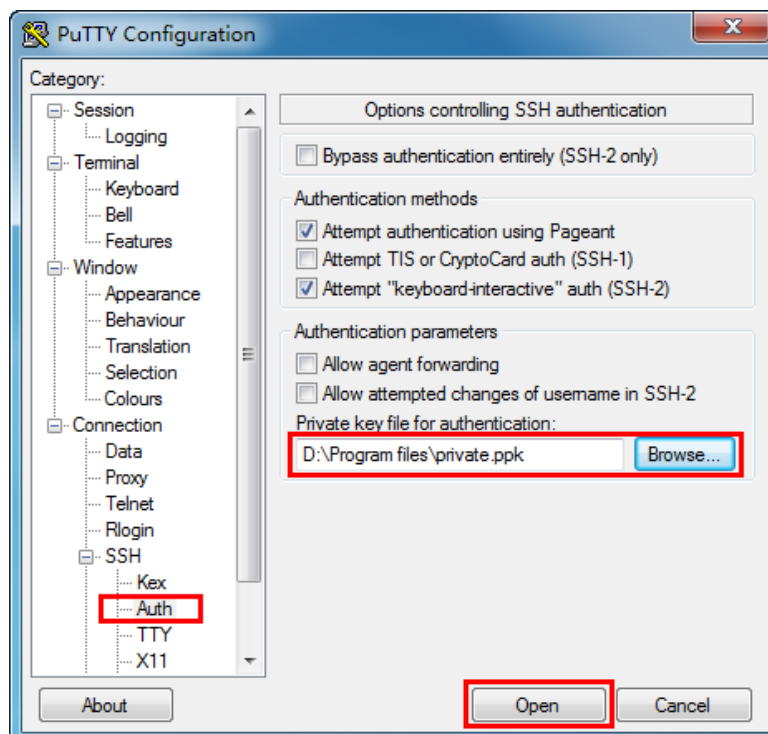 PuTTY Configuration
Category:
Session
Logging
Terminal
Keyboard
Bell
Features
Window
Appearance
Behaviour
Translation
Selection
Colours
Connection
Data
Proxy
Telnet
Rlogin
SSH
Kex
Auth
TTY
X11
Options controlling SSH authentication
Bypass authentication entirely (SSH-2 only)
Authentication methods
Attempt authentication using Pageant
Attempt TIS or CryptoCard auth (SSH-1)
Attempt "keyboard-interactive" auth (SSH-2)
Authentication parameters
Allow agent forwarding
Allow attempted changes of username in SSH-2
Private key file for authentication:
D:\Program files\private.ppk
Browse...
About
Open
Cancel